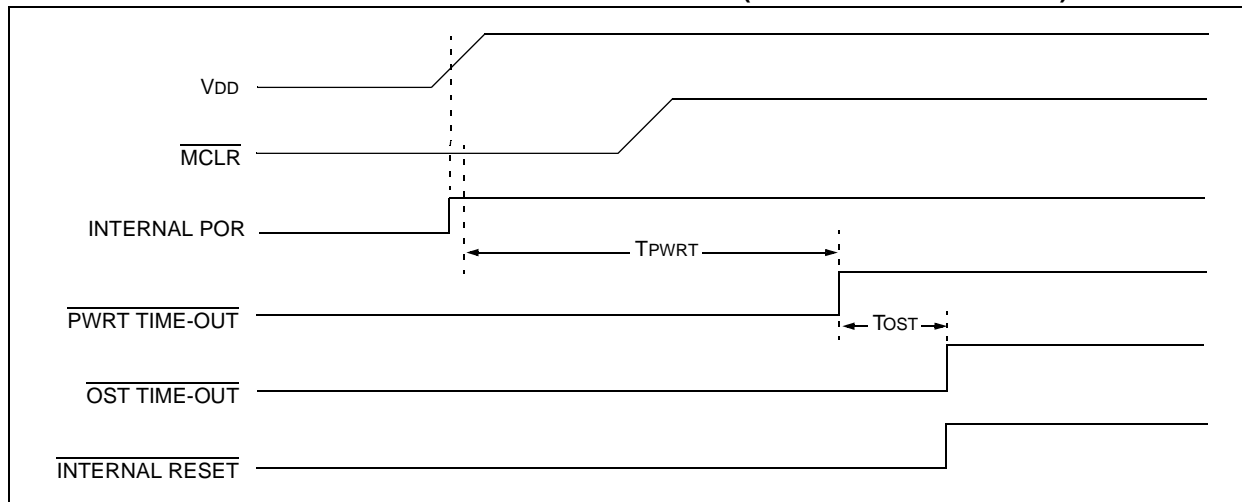 VDD
MCLR
INTERNAL POR
TPWRT
PWRT TIME-OUT
TOST
OST TIME-OUT
INTERNAL RESET